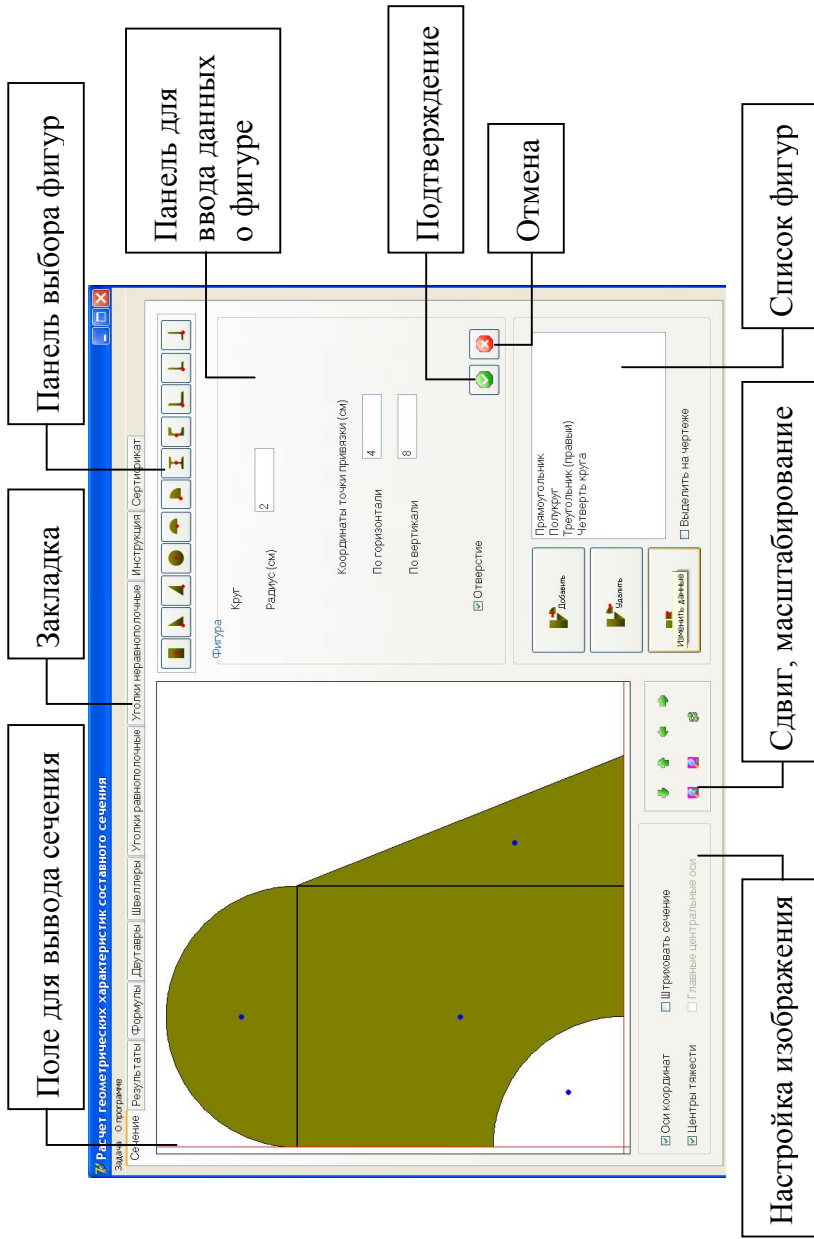 Поле для вывода сечения
Закладка
Панель выбора фигур
Расчет геометрических характеристик составного сечения
Задача О программе
Сечение Результаты Формулы Двутавры Швеллеры Уголки равнополочные Уголки неравнополочные Инструкция Сертификат
Фигура
Круг
Радиус (см)
2
Координаты точки привязки (см)
По горизонтали
4
По вертикали
8
Отверстие
Добавить
Удалить
Изменить данные
Прямоугольник
Полукруг
Треугольник (правый)
Четверть круга
Выделить на чертеже
Оси координат
Штриховать сечение
Центры тяжести
Главные центральные оси
Панель для
ввода данных
о фигуре
Подтверждение
Отмена
Настройка изображения
Сдвиг, масштабирование
Список фигур